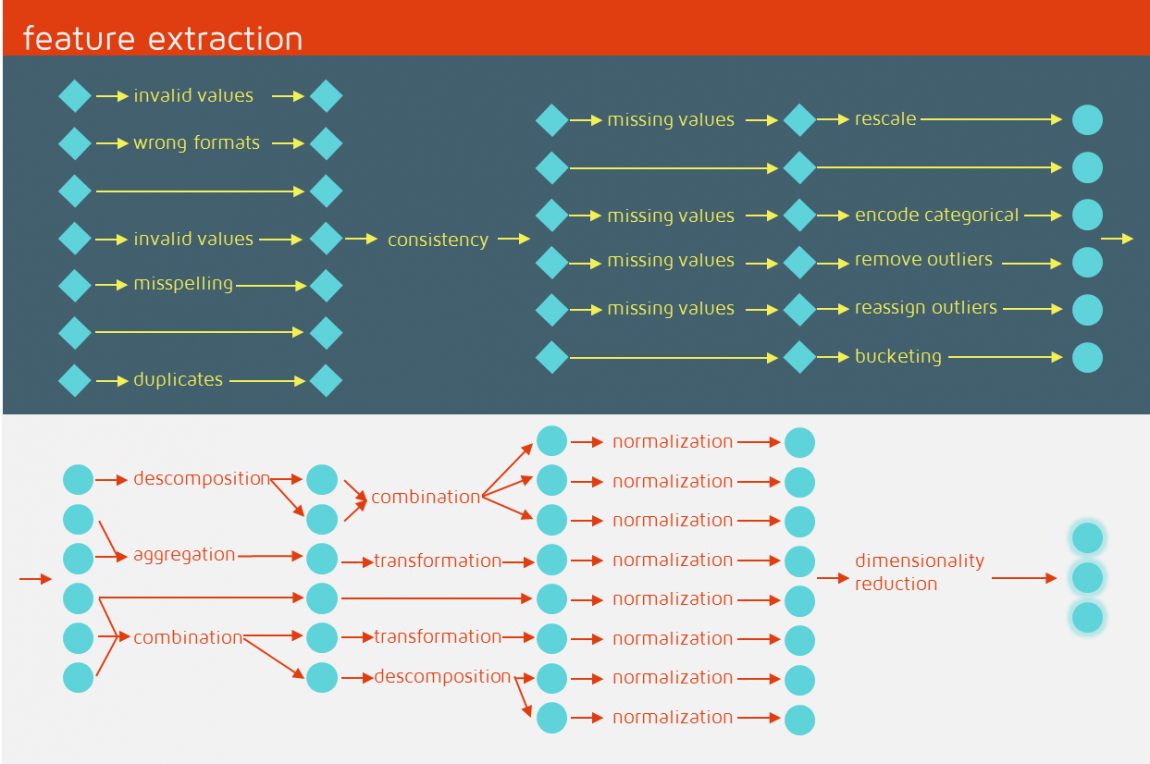 feature extraction
invalid values
wrong formats
invalid values
misspelling
duplicates
consistency
missing values
rescale
missing values
encode categorical
missing values
remove outliers
missing values
reassign outliers
bucketing
descomposition
aggregation
combination
combination
transformation
transformation
descomposition
normalization
normalization
normalization
normalization
normalization
normalization
normalization
normalization
dimensionality
reduction